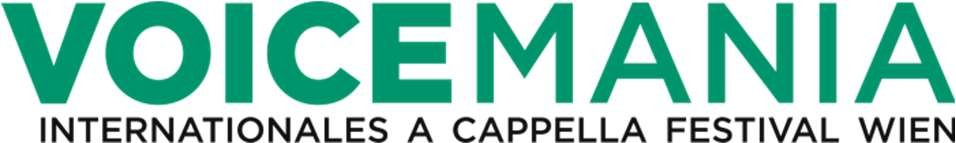 VOICEMANIA
INTERNATIONALES A CAPPELLA FESTIVAL WIEN